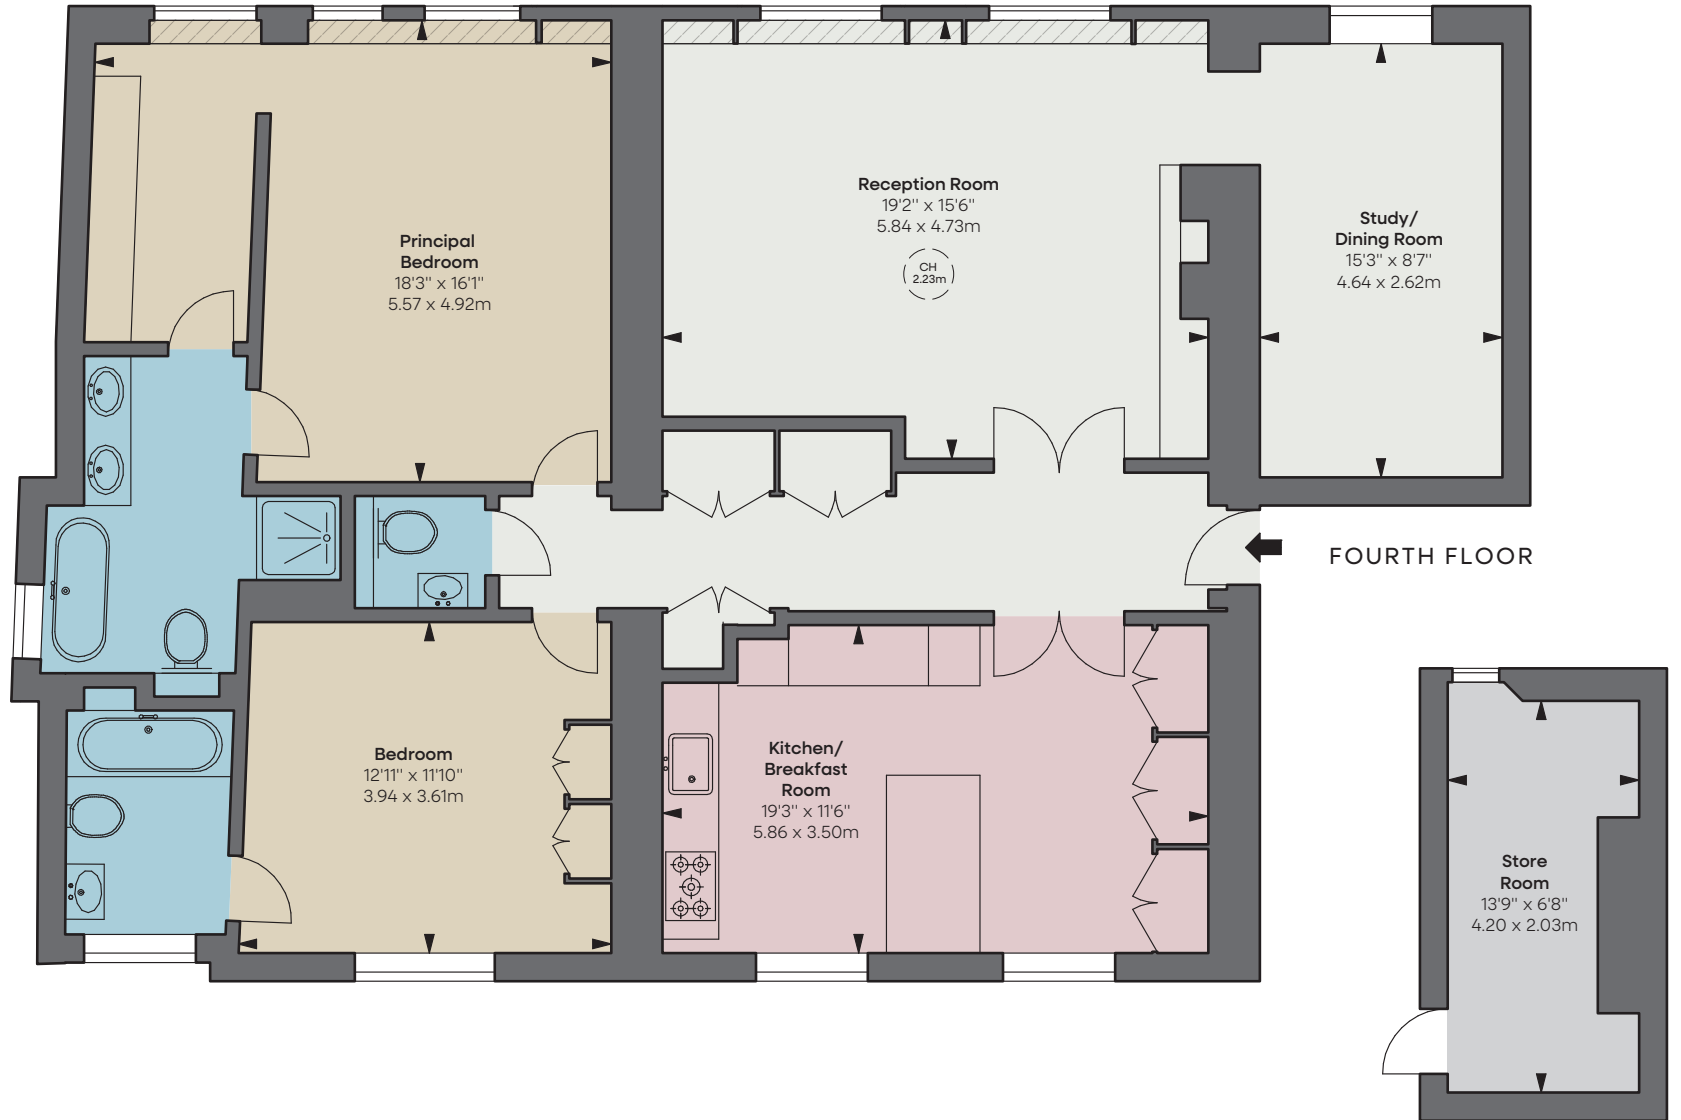 Reception Room
19'2" x 15'6"
5.84 x 4.73m
CH
2.23m
Study/
Dining Room
15'3" x 8'7"
4.64 x 2.62m
Principal
Bedroom
18'3" x 16'1"
5.57 x 4.92m
FOURTH FLOOR
Bedroom
12'11" x 11'10"
3.94 x 3.61m
Kitchen/
Breakfast
Room
19'3" x 11'6"
5.86 x 3.50m
Store
Room
13'9" x 6'8"
4.20 x 2.03m